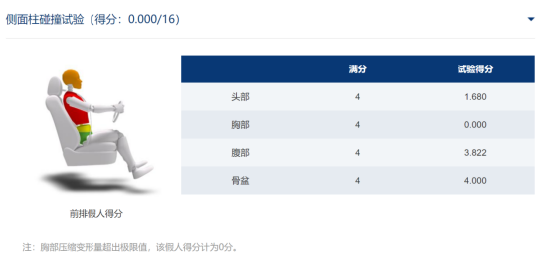 侧面柱碰撞试验（得分：0.000/16）
满分 试验得分
头部 4 1.680
胸部 4 0.000
腹部 4 3.822
骨盆 4 4.000
前排假人得分
注：胸部压缩变形量超出极限值，该假人得分计为0分。